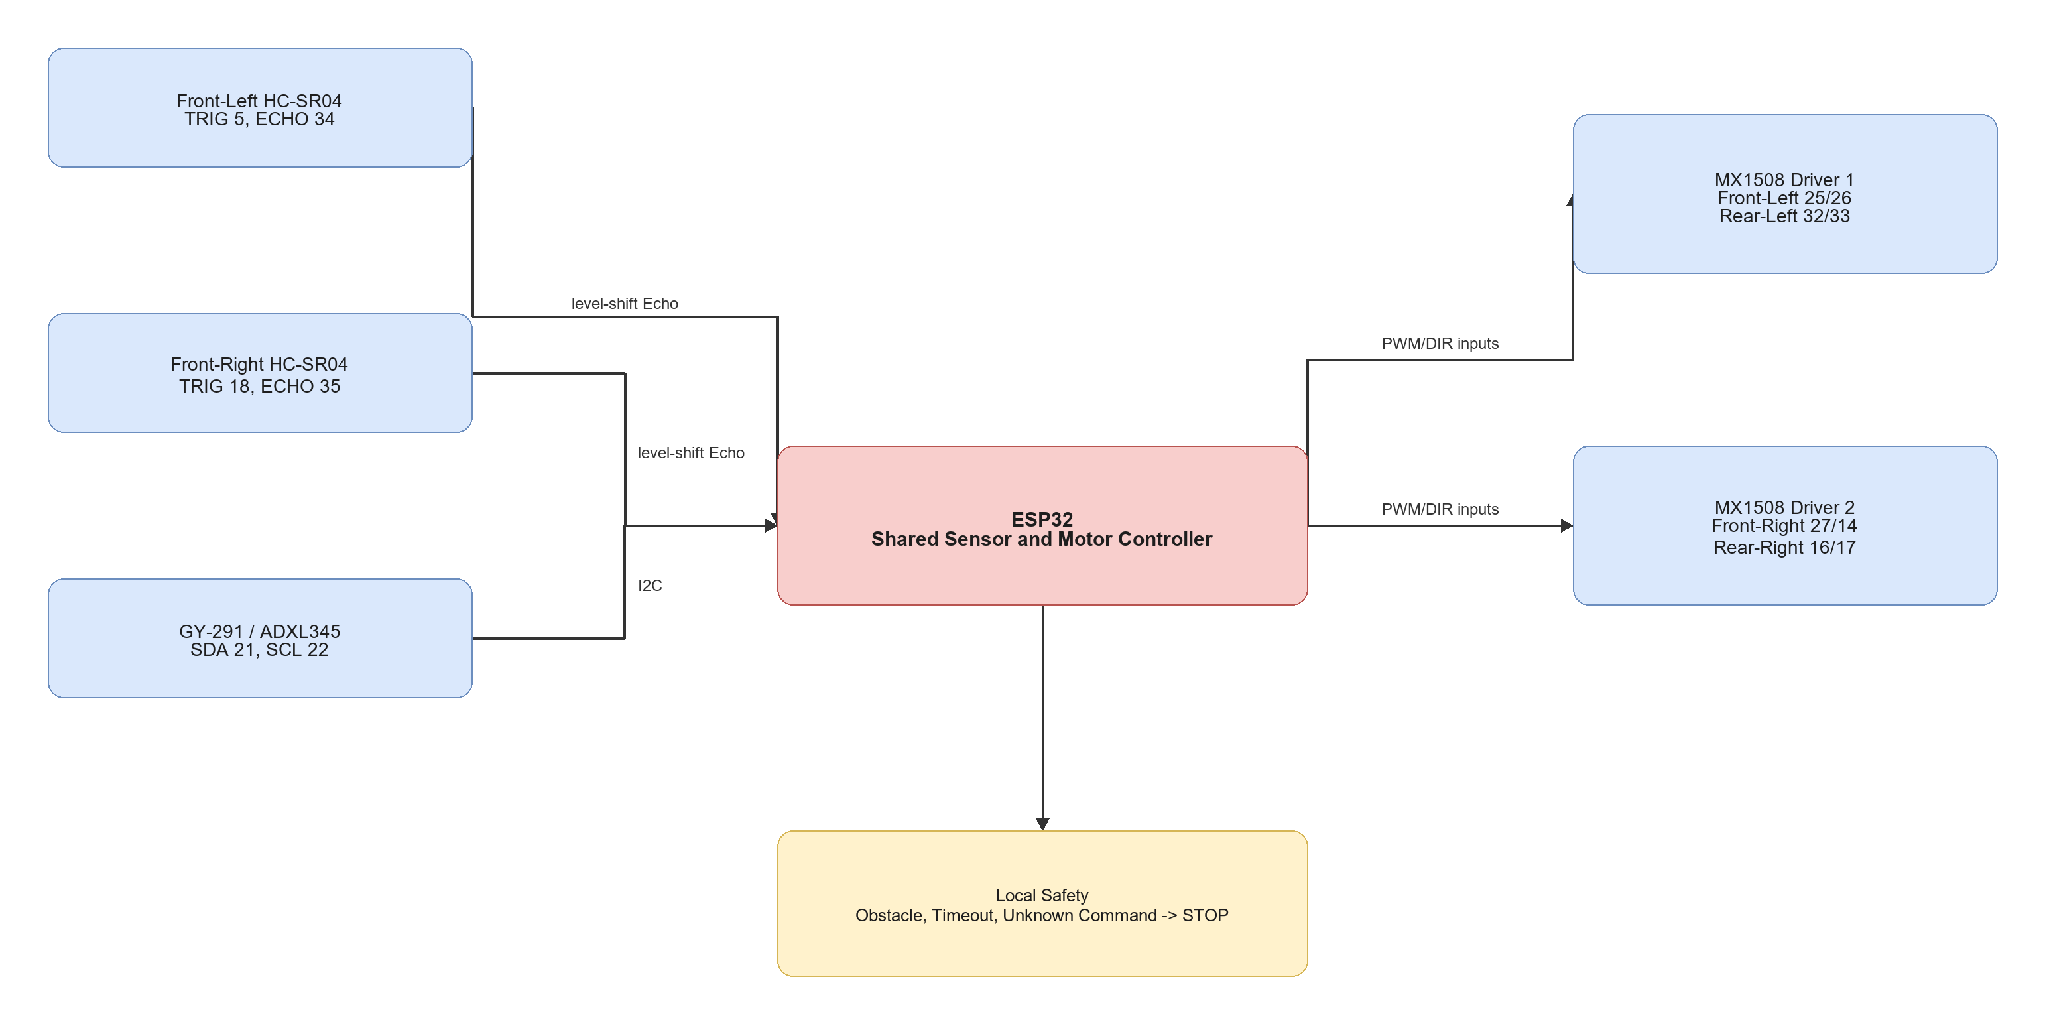 Front-Left HC-SR04
TRIG 5, ECHO 34
level-shift Echo
Front-Right HC-SR04
TRIG 18, ECHO 35
level-shift Echo
GY-291 / ADXL345
SDA 21, SCL 22
I2C
ESP32
Shared Sensor and Motor Controller
PWM/DIR inputs
MX1508 Driver 1
Front-Left 25/26
Rear-Left 32/33
PWM/DIR inputs
MX1508 Driver 2
Front-Right 27/14
Rear-Right 16/17
Local Safety
Obstacle, Timeout, Unknown Command -> STOP